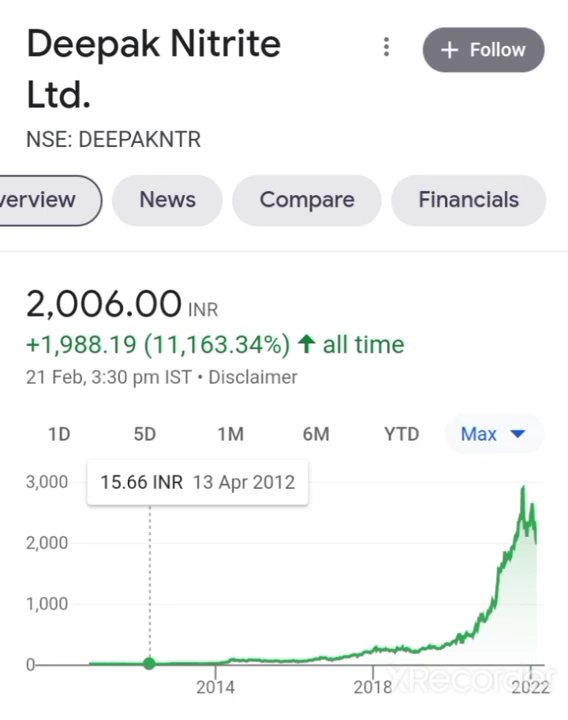 Deepak Nitrite
Ltd.
+ Follow
NSE: DEEPAKNTR
verview News Compare Financials
2,006.00 INR
+1,988.19 (11,163.34%) ↑ all time
21 Feb, 3:30 pm IST • Disclaimer
1D 5D 1M 6M YTD Max
15.66 INR 13 Apr 2012
3,000
2,000
1,000
0
2014 2018 2022
XRecorder